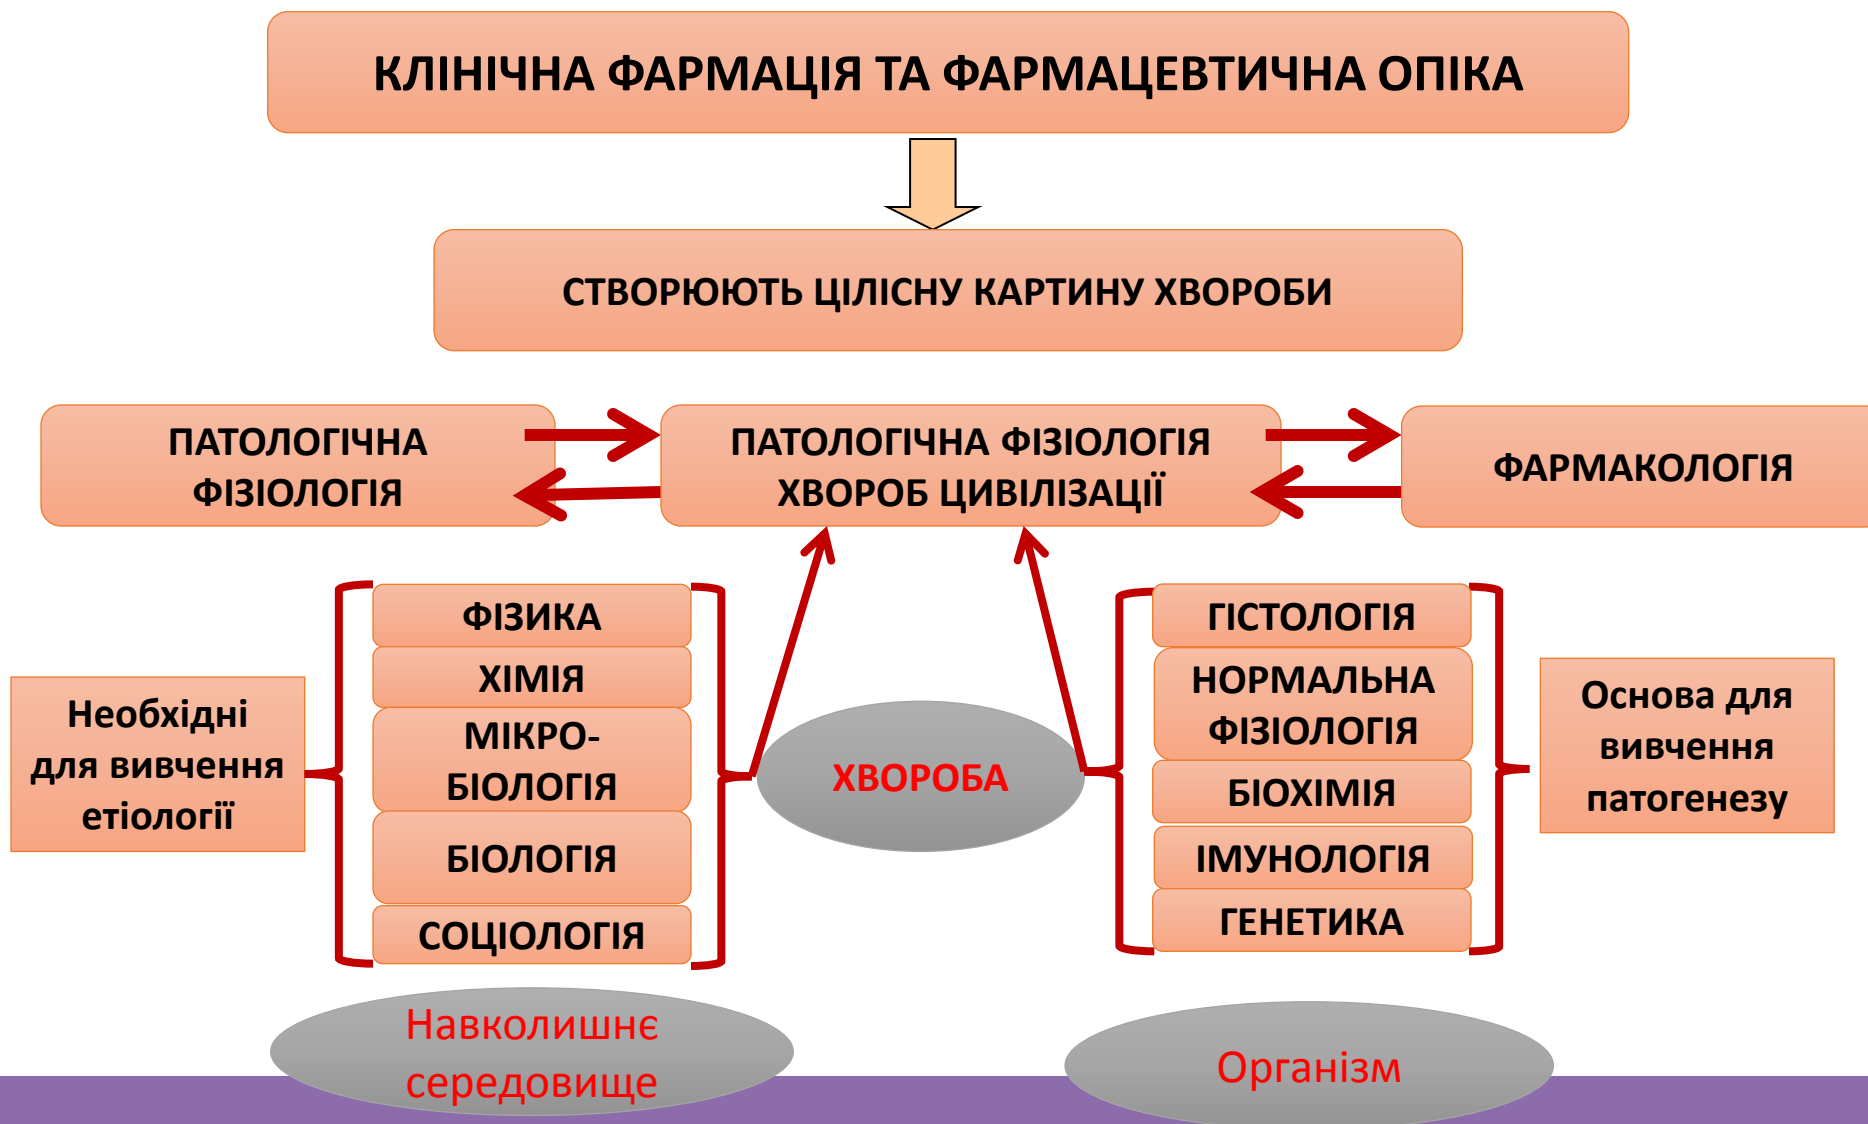 КЛІНІЧНА ФАРМАЦІЯ ТА ФАРМАЦЕВТИЧНА ОПІКА
СТВОРЮЮТЬ ЦІЛІСНУ КАРТИНУ ХВОРОБИ
ПАТОЛОГІЧНА
ФІЗІОЛОГІЯ
ПАТОЛОГІЧНА ФІЗІОЛОГІЯ
ХВОРОБ ЦИВІЛІЗАЦІЇ
ФАРМАКОЛОГІЯ
Необхідні
для вивчення
етіології
ФІЗИКА
ХІМІЯ
МІКРО-
БІОЛОГІЯ
БІОЛОГІЯ
СОЦІОЛОГІЯ
ХВОРОБА
ГІСТОЛОГІЯ
НОРМАЛЬНА
ФІЗІОЛОГІЯ
БІОХІМІЯ
ІМУНОЛОГІЯ
ГЕНЕТИКА
Основа для
вивчення
патогенезу
Навколишнє
середовище
Організм